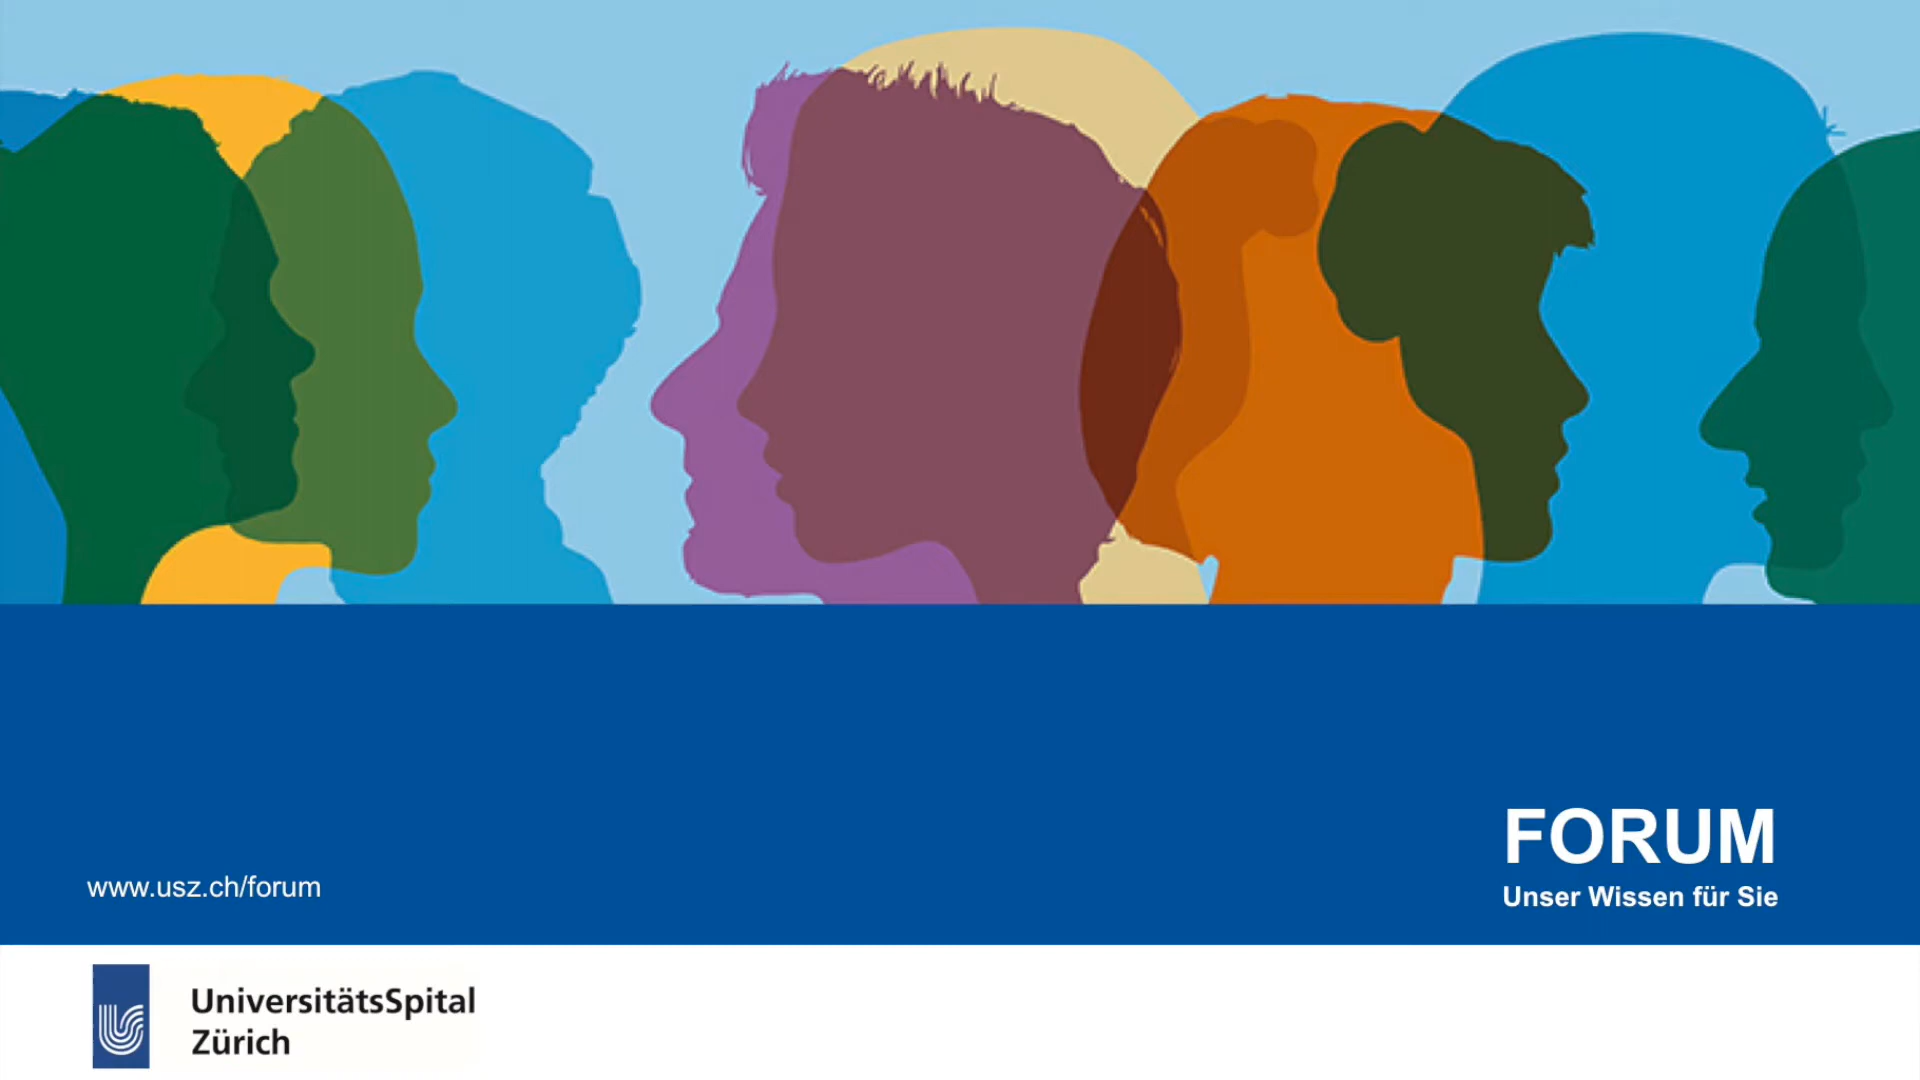 FORUM
Unser Wissen für Sie
www.usz.ch/forum
UniversitätsSpital
Zürich